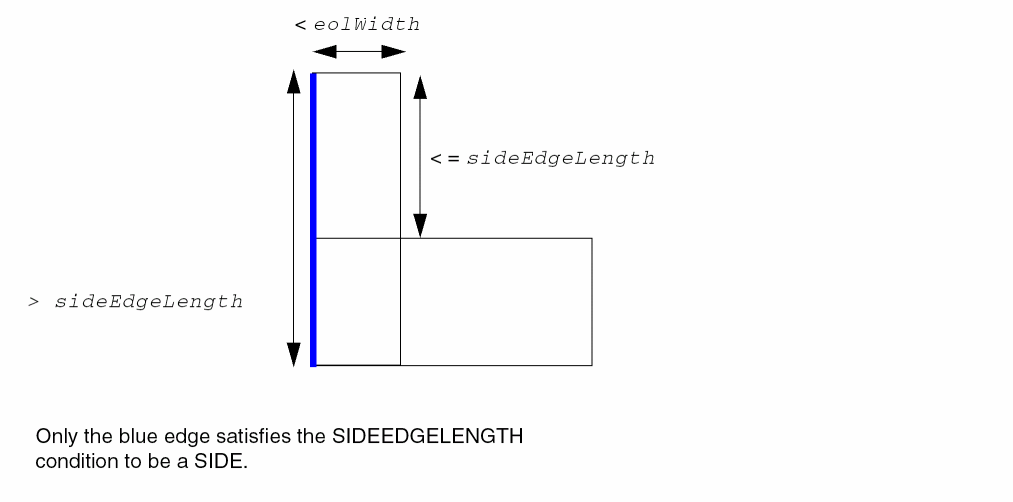 < eolWidth
<= sideEdgeLength
> sideEdgeLength
Only the blue edge satisfies the SIDEEDGELENGTH
condition to be a SIDE.